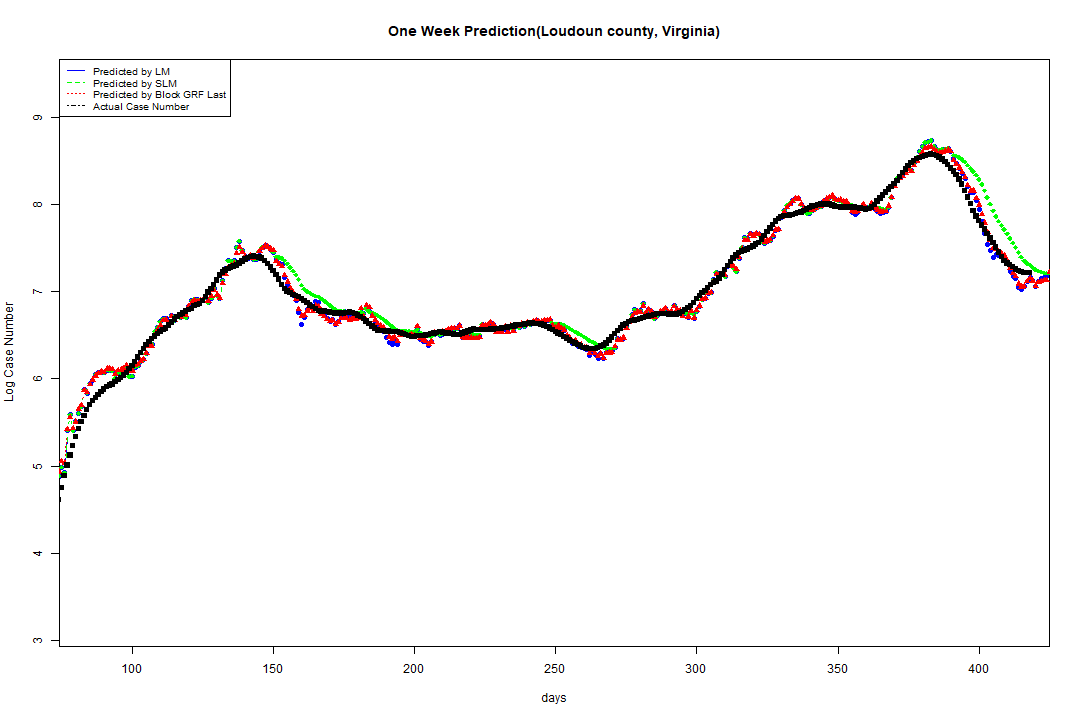 One Week Prediction(Loudoun county, Virginia)
Predicted by LM
Predicted by SLM
Predicted by Block GRF Last
Actual Case Number
9
8
7
6
5
4
3
Log Case Number
100 150 200 250 300 350 400
days